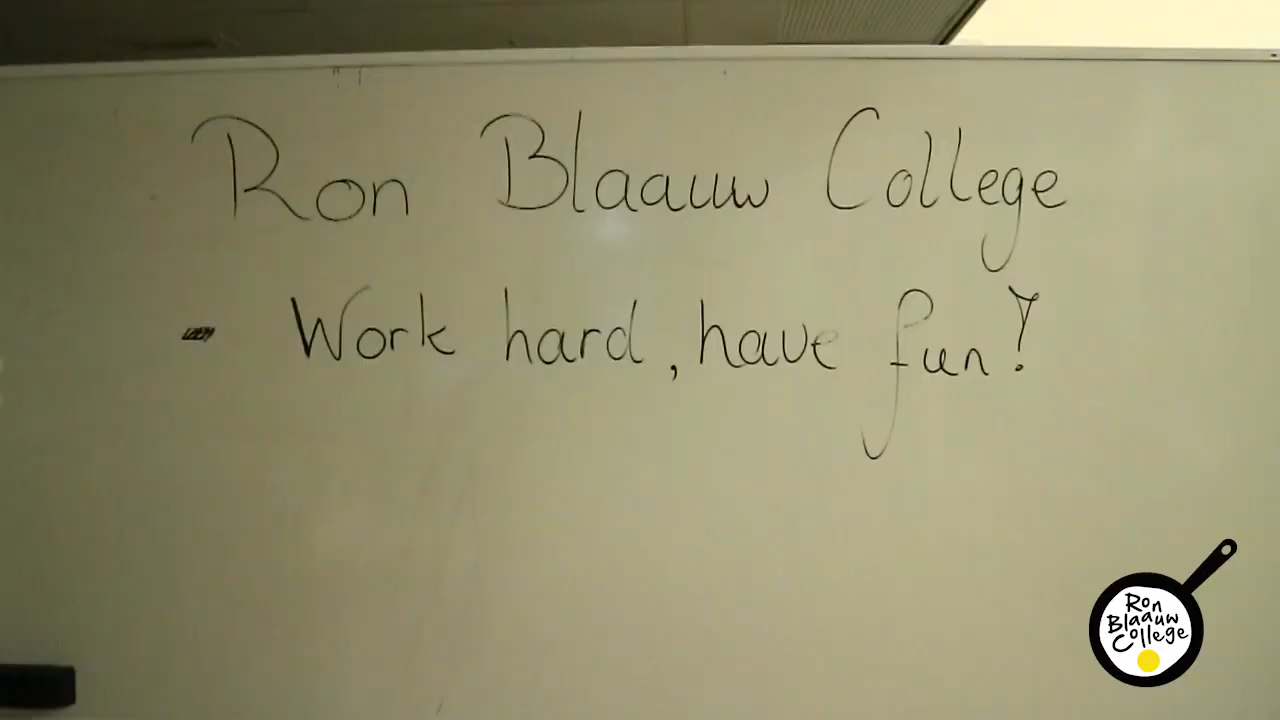 Ron Blaauw College
- Work hard, have fun!
Ron
Blaauw
College